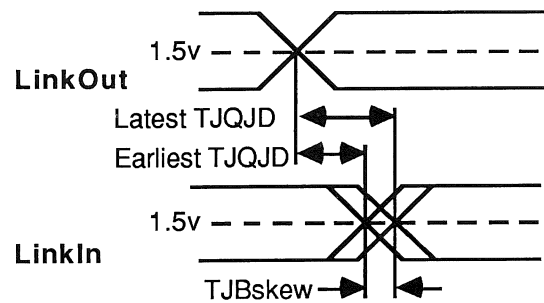 1.5v
LinkOut
Latest TJQJD
Earliest TJQJD
1.5v
LinkIn
TJBskew